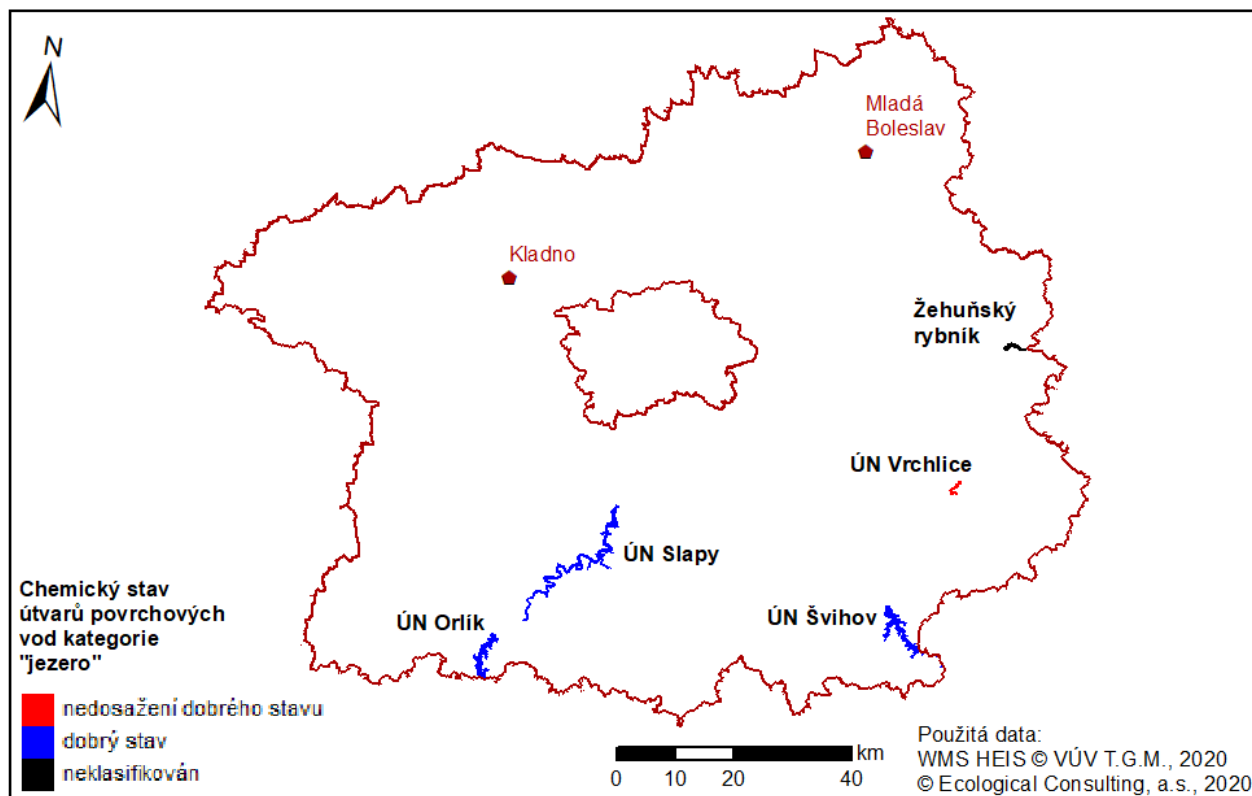 N
Mladá
Boleslav
Kladno
Žehuňský
rybník
ÚN Vrchlice
ÚN Slapy
ÚN Orlík
ÚN Švihov
Chemický stav
útvarů povrchových
vod kategorie
"jezero"
nedosažení dobrého stavu
dobrý stav
neklasifikován
km
0 10 20 40
Použitá data:
WMS HEIS © VÚV T.G.M., 2020
© Ecological Consulting, a.s., 2020